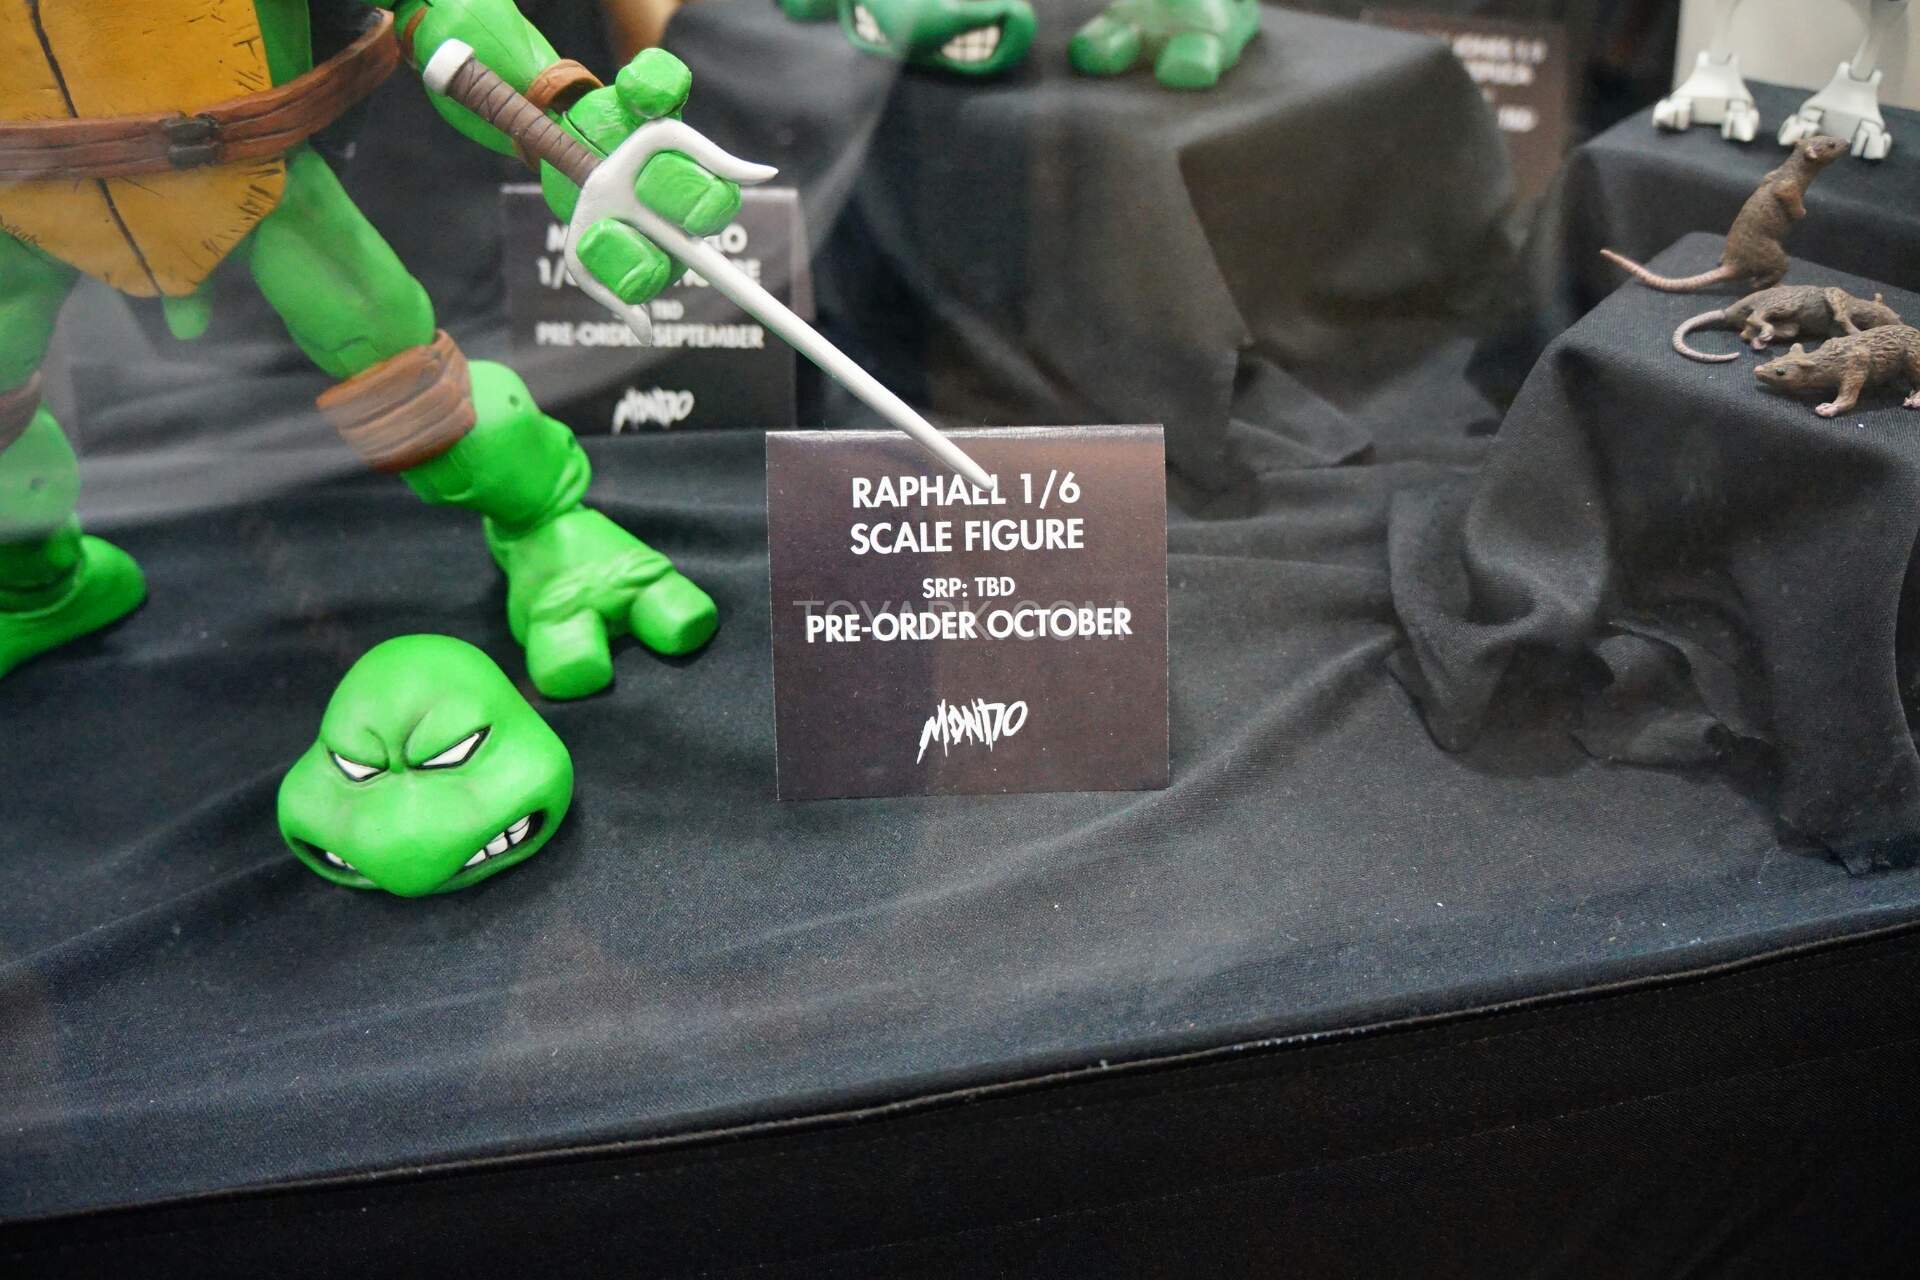 RAPHAEL 1/6
SCALE FIGURE
SRP: TBD
PRE-ORDER OCTOBER
MONDO
TOYARK.COM
TBD
PRE-ORDER SEPTEMBER
MONDO